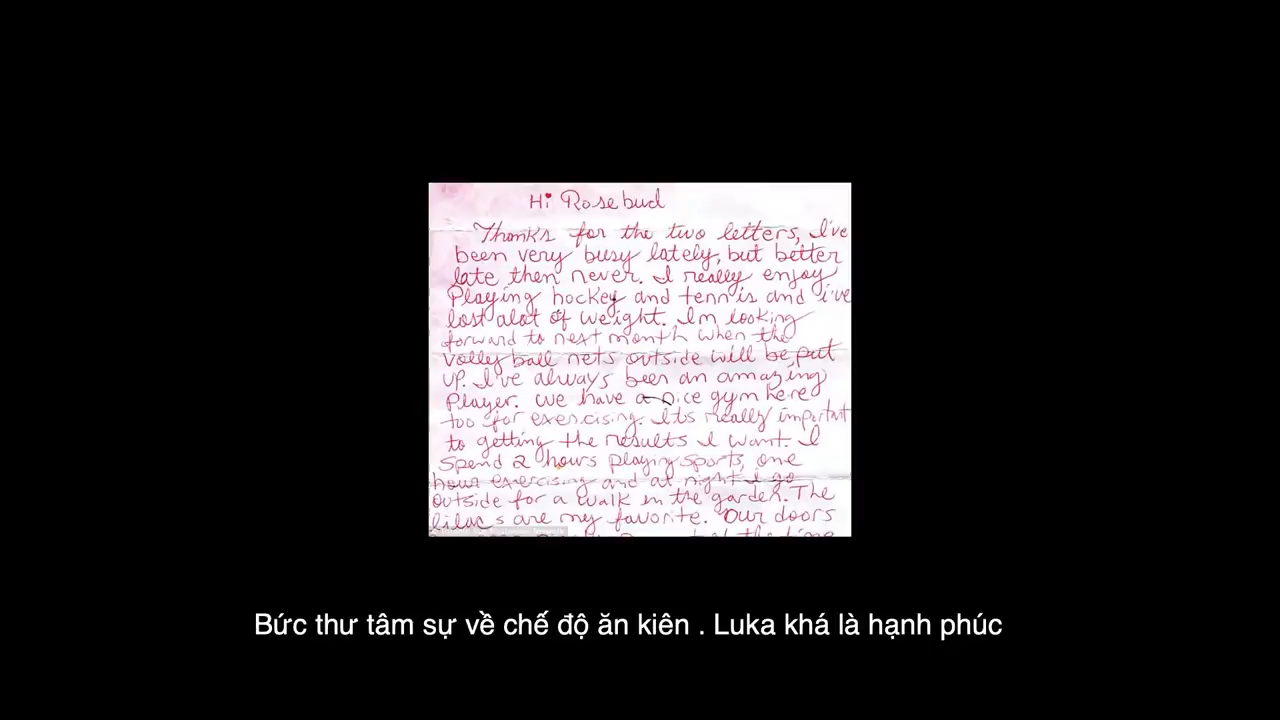 Hi Rosebud
Thanks for the two letters, I've
been very busy lately, but better
late then never. I really enjoy
Playing hockey and tennis and i've
lost alot of weight. Im looking
forward to next month when the
volley ball nets outside will be put
up. I've always been an amazing
Player. we have a nice gym here
too for exercising. Its really important
to getting the results I want. I
spend 2 hours playing sports, one
hour exercising and at night I go
outside for a walk in the garden. The
lilacs are my favorite. Our doors
the time
Bức thư tâm sự về chế độ ăn kiên . Luka khá là hạnh phúc